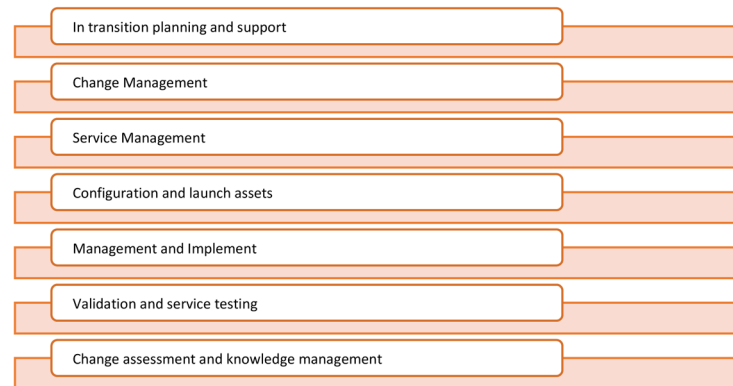 In transition planning and support
Change Management
Service Management
Configuration and launch assets
Management and Implement
Validation and service testing
Change assessment and knowledge management